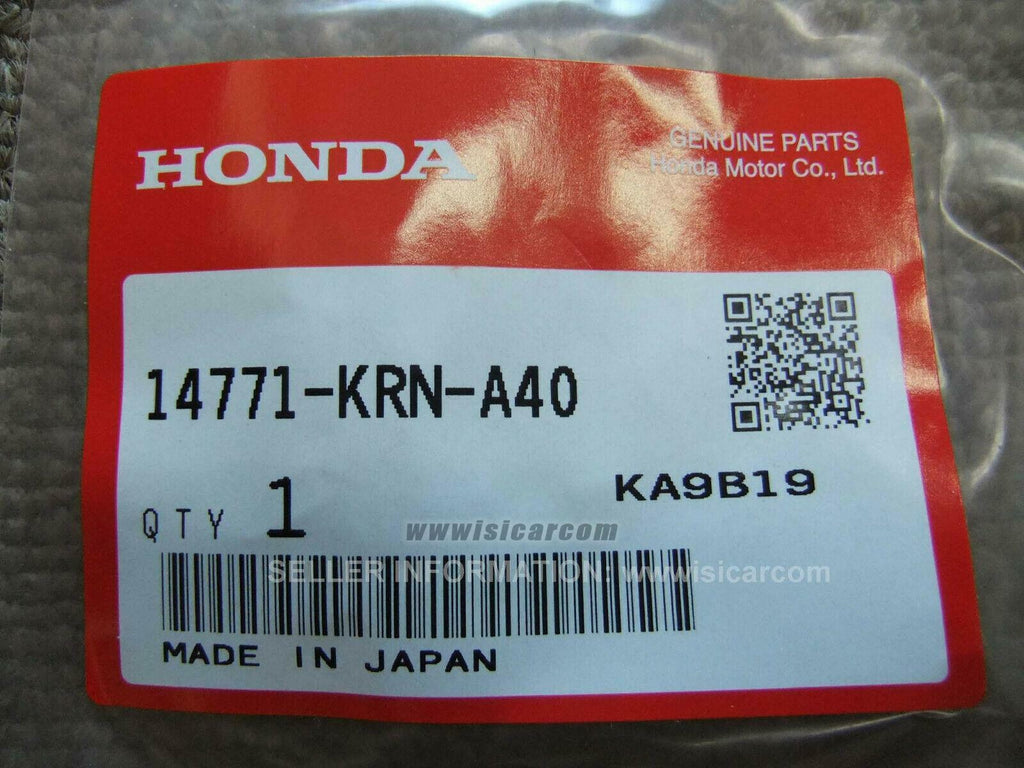 HONDA
GENUINE PARTS
Honda Motor Co., Ltd.
14771-KRN-A40
KA9B19
QTY 1
wwwisicarcom
SELLER INFORMATION: wwwisicarcom
MADE IN JAPAN